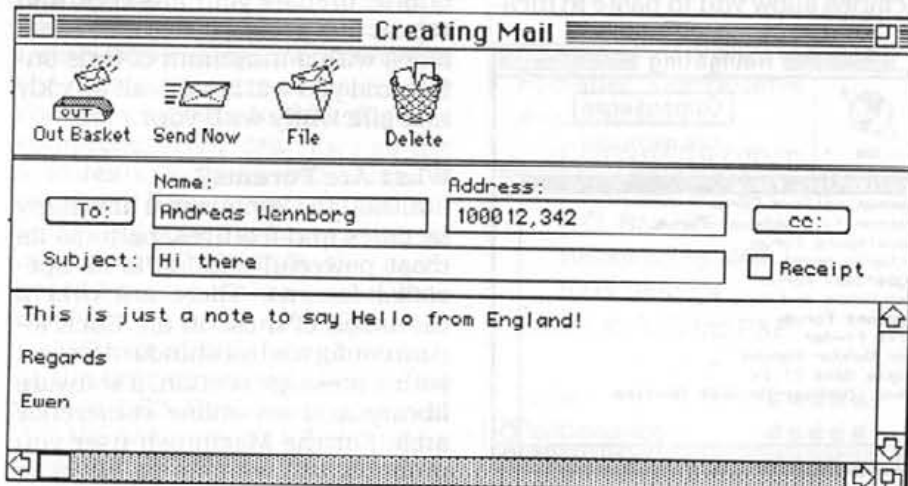 Creating Mail
OUT
Out Basket Send Now File Delete
Name: Address:
To: Andreas Wennborg 100012,342 cc:
Subject: Hi there Receipt
This is just a note to say Hello from England!
Regards
Ewen